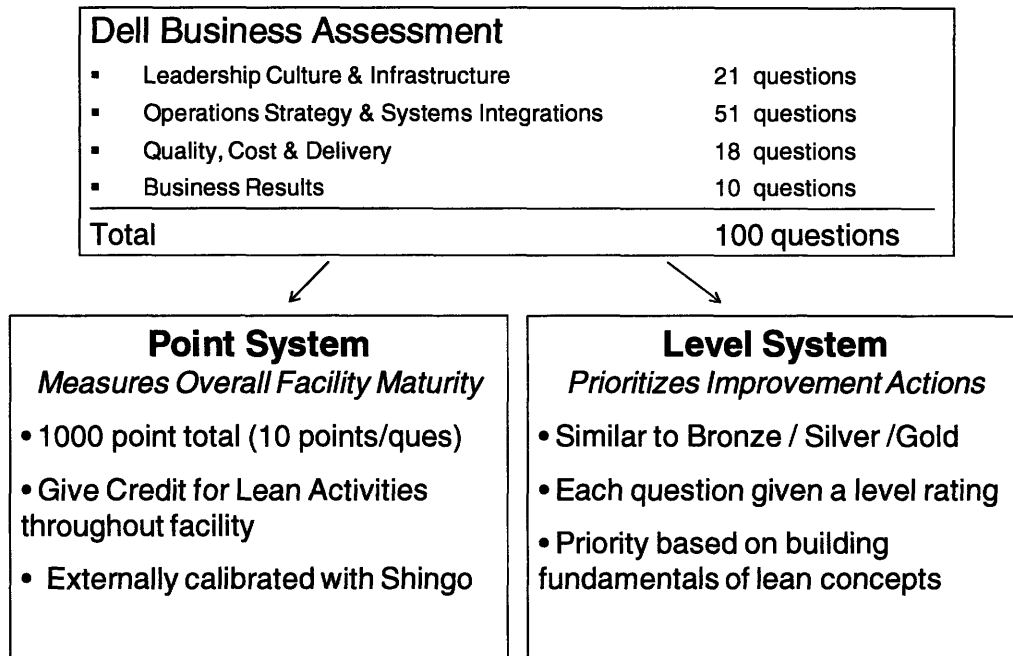 Dell Business Assessment
▪ Leadership Culture & Infrastructure 21 questions
▪ Operations Strategy & Systems Integrations 51 questions
▪ Quality, Cost & Delivery 18 questions
▪ Business Results 10 questions
Total 100 questions
Point System
Measures Overall Facility Maturity
• 1000 point total (10 points/ques)
• Give Credit for Lean Activities
throughout facility
• Externally calibrated with Shingo
Level System
Prioritizes Improvement Actions
• Similar to Bronze / Silver /Gold
• Each question given a level rating
• Priority based on building
fundamentals of lean concepts